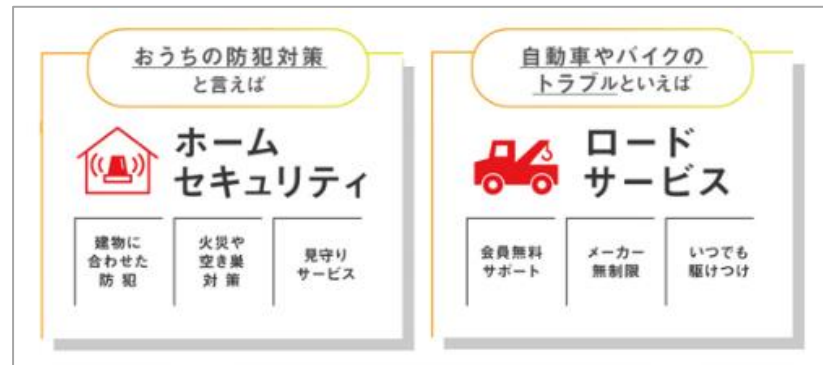 おうちの防犯対策
と言えば
ホーム
セキュリティ
建物に
合わせた
防犯
火災や
空き巣
対策
見守り
サービス
自動車やバイクの
トラブルといえば
ロード
サービス
会員無料
サポート
メーカー
無制限
いつでも
駆けつけ